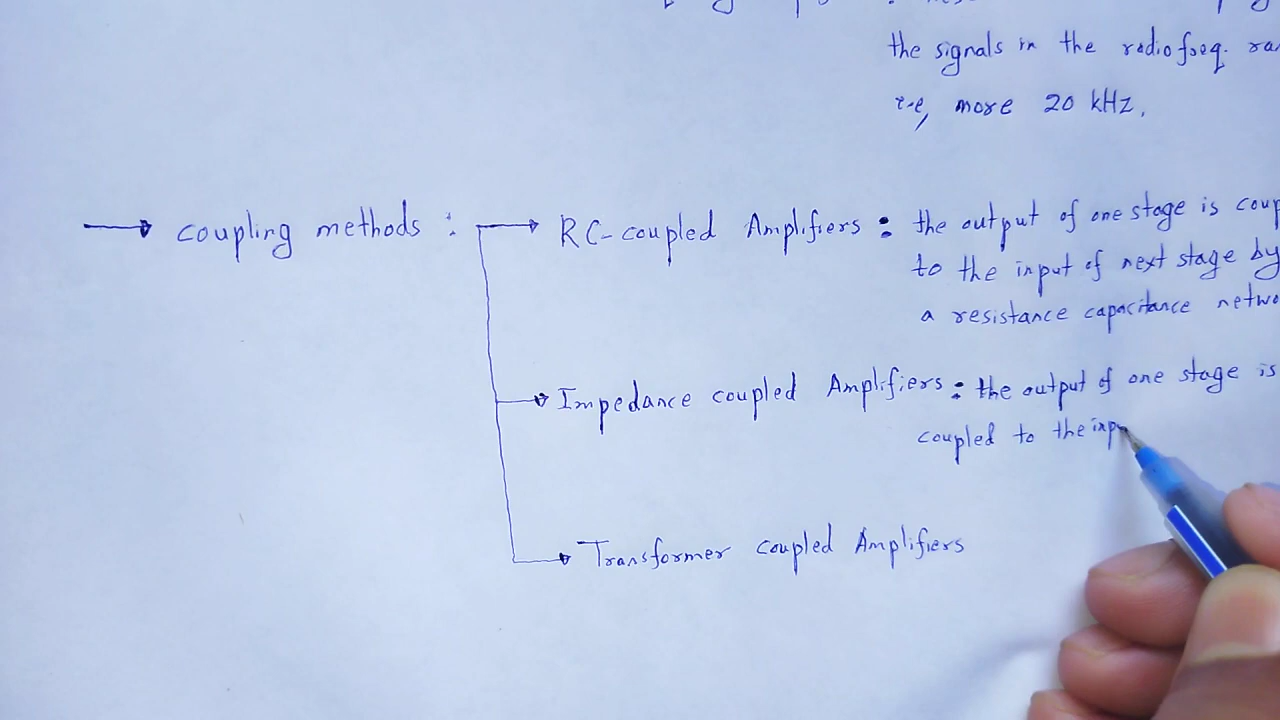 the signals in the radio freq.
i-e, more 20 kHz.
→ coupling methods : → RC-coupled Amplifiers : the output of one stage is
to the input of next stage by
a resistance capacitance
→ Impedance coupled Amplifiers : the output of one stage is
coupled to the inpu
→ Transformer coupled Amplifiers